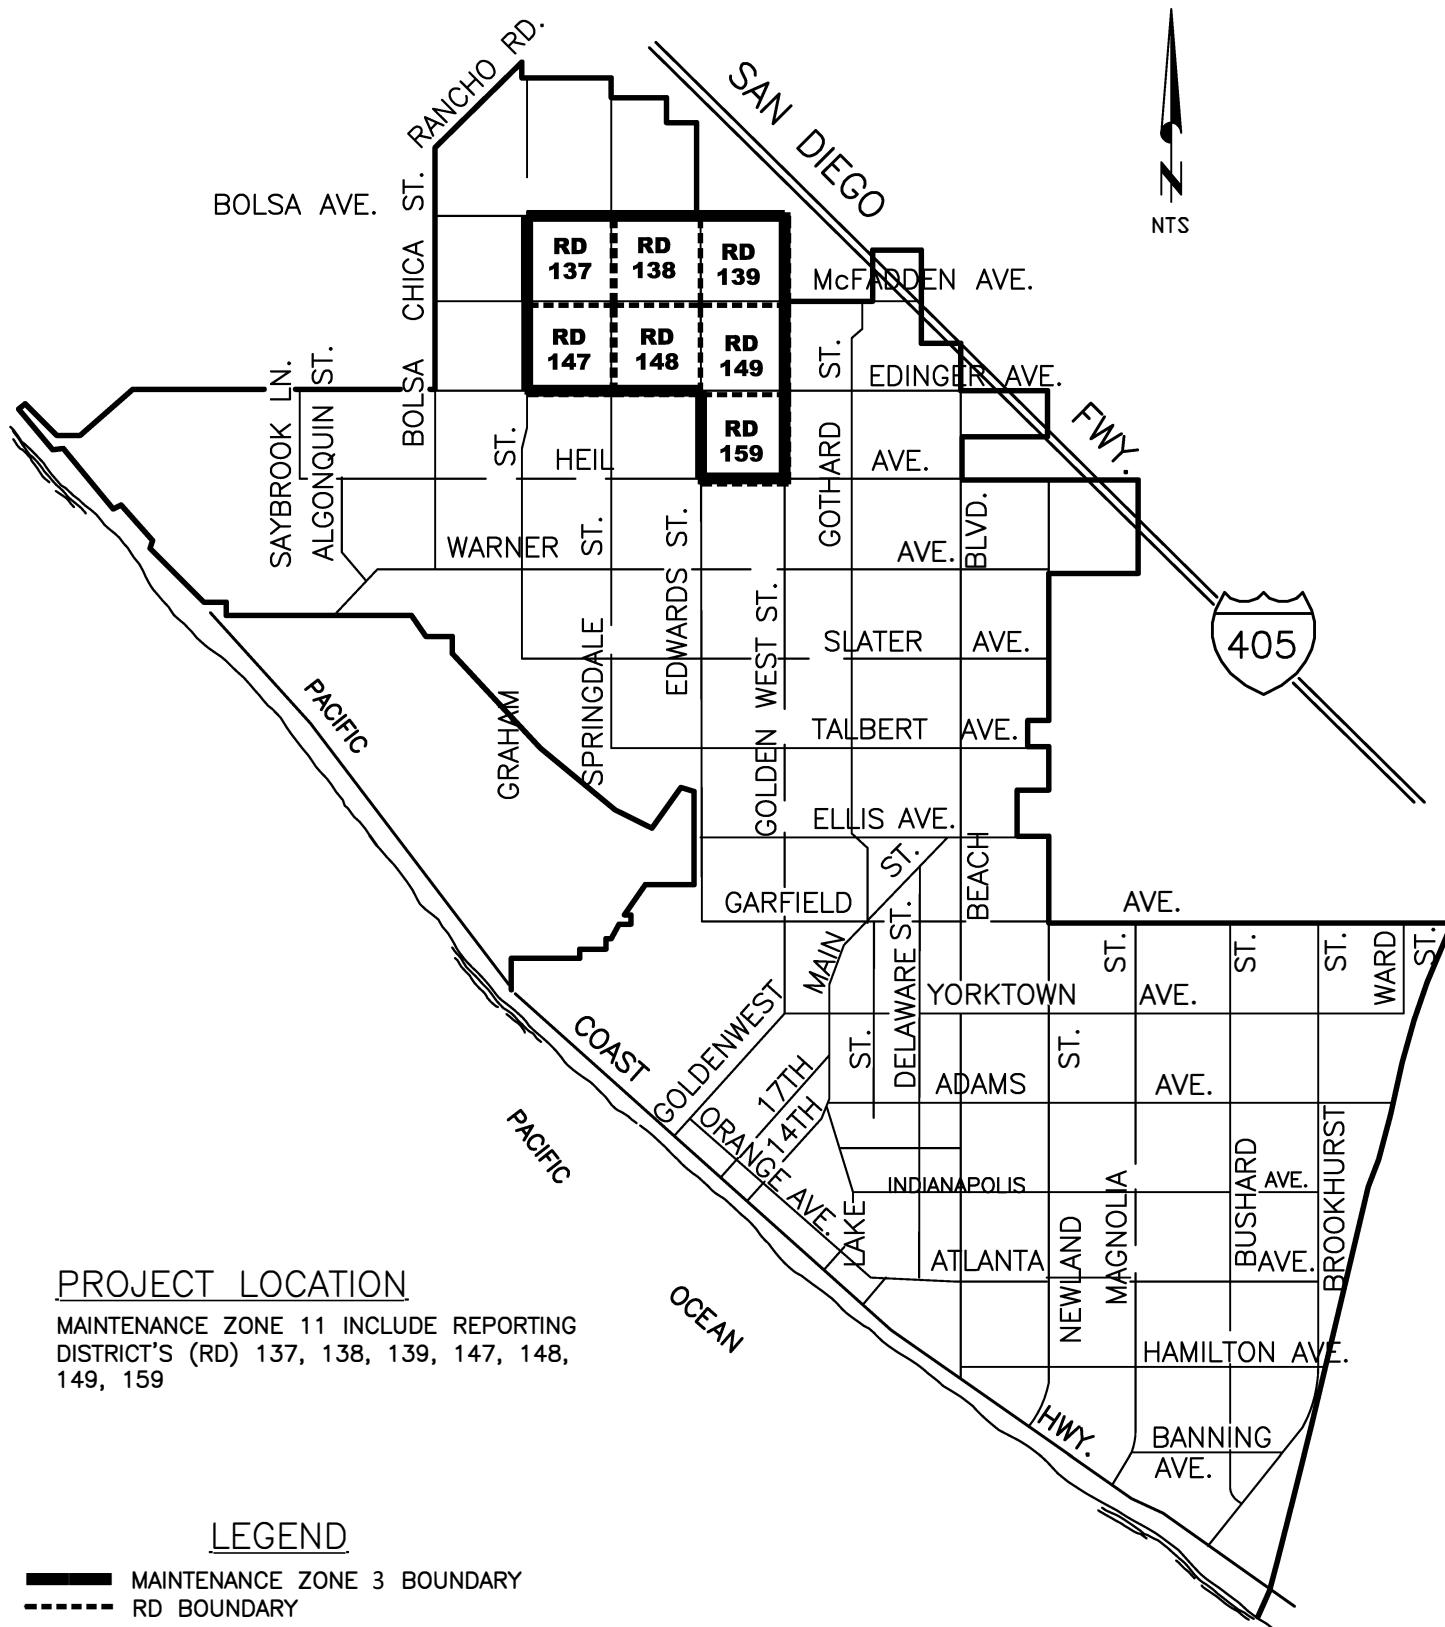 RANCHO RD.
SAN DIEGO
N
NTS
BOLSA AVE.
BOLSA CHICA ST.
RD
137
RD
138
RD
139
McFADDEN AVE.
RD
147
RD
148
RD
149
EDINGER AVE.
RD
159
FWY.
SAYBROOK LN.
ALGONQUIN ST.
HEIL AVE.
GOTHARD ST.
WARNER AVE.
BLVD.
SLATER AVE.
405
GRAHAM ST.
SPRINGDALE ST.
EDWARDS ST.
GOLDEN WEST ST.
PACIFIC
TALBERT AVE.
ELLIS AVE.
BEACH
GARFIELD AVE.
MAIN ST.
DELAWARE ST.
YORKTOWN AVE.
ST.
ST.
ST.
WARD ST.
COAST
GOLDENWEST
17TH
14TH
ST.
ST.
ADAMS AVE.
ORANGE AVE.
PACIFIC
INDIANAPOLIS AVE.
LAKE
NEWLAND
MAGNOLIA
BUSHARD
BROOKHURST
ATLANTA AVE.
OCEAN
HAMILTON AVE.
HWY.
BANNING
AVE.
PROJECT LOCATION
MAINTENANCE ZONE 11 INCLUDE REPORTING
DISTRICT'S (RD) 137, 138, 139, 147, 148,
149, 159
LEGEND
MAINTENANCE ZONE 3 BOUNDARY
RD BOUNDARY